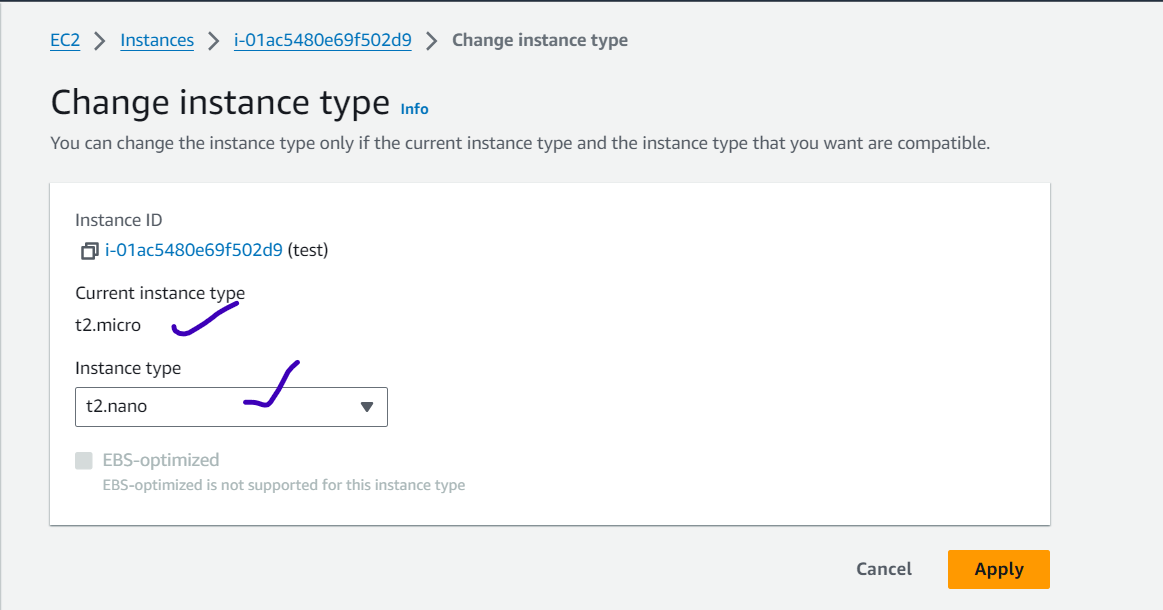 EC2 > Instances > i-01ac5480e69f502d9 > Change instance type
Change instance type Info
You can change the instance type only if the current instance type and the instance type that you want are compatible.
Instance ID
i-01ac5480e69f502d9 (test)
Current instance type
t2.micro
Instance type
t2.nano
EBS-optimized
EBS-optimized is not supported for this instance type
Cancel Apply